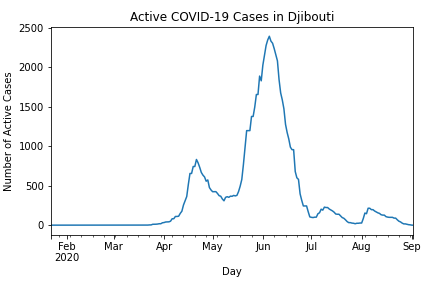 Active COVID-19 Cases in Djibouti
Number of Active Cases
2500
2000
1500
1000
500
0
Feb Mar Apr May Jun Jul Aug Sep
2020
Day